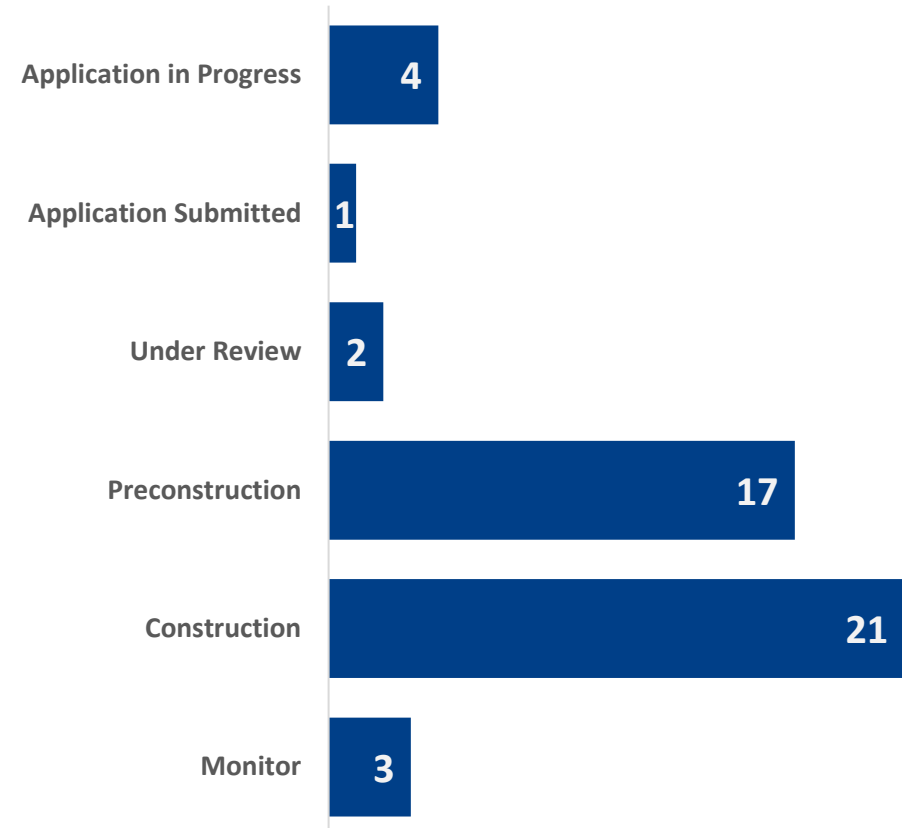 Application in Progress 4
Application Submitted 1
Under Review 2
Preconstruction 17
Construction 21
Monitor 3